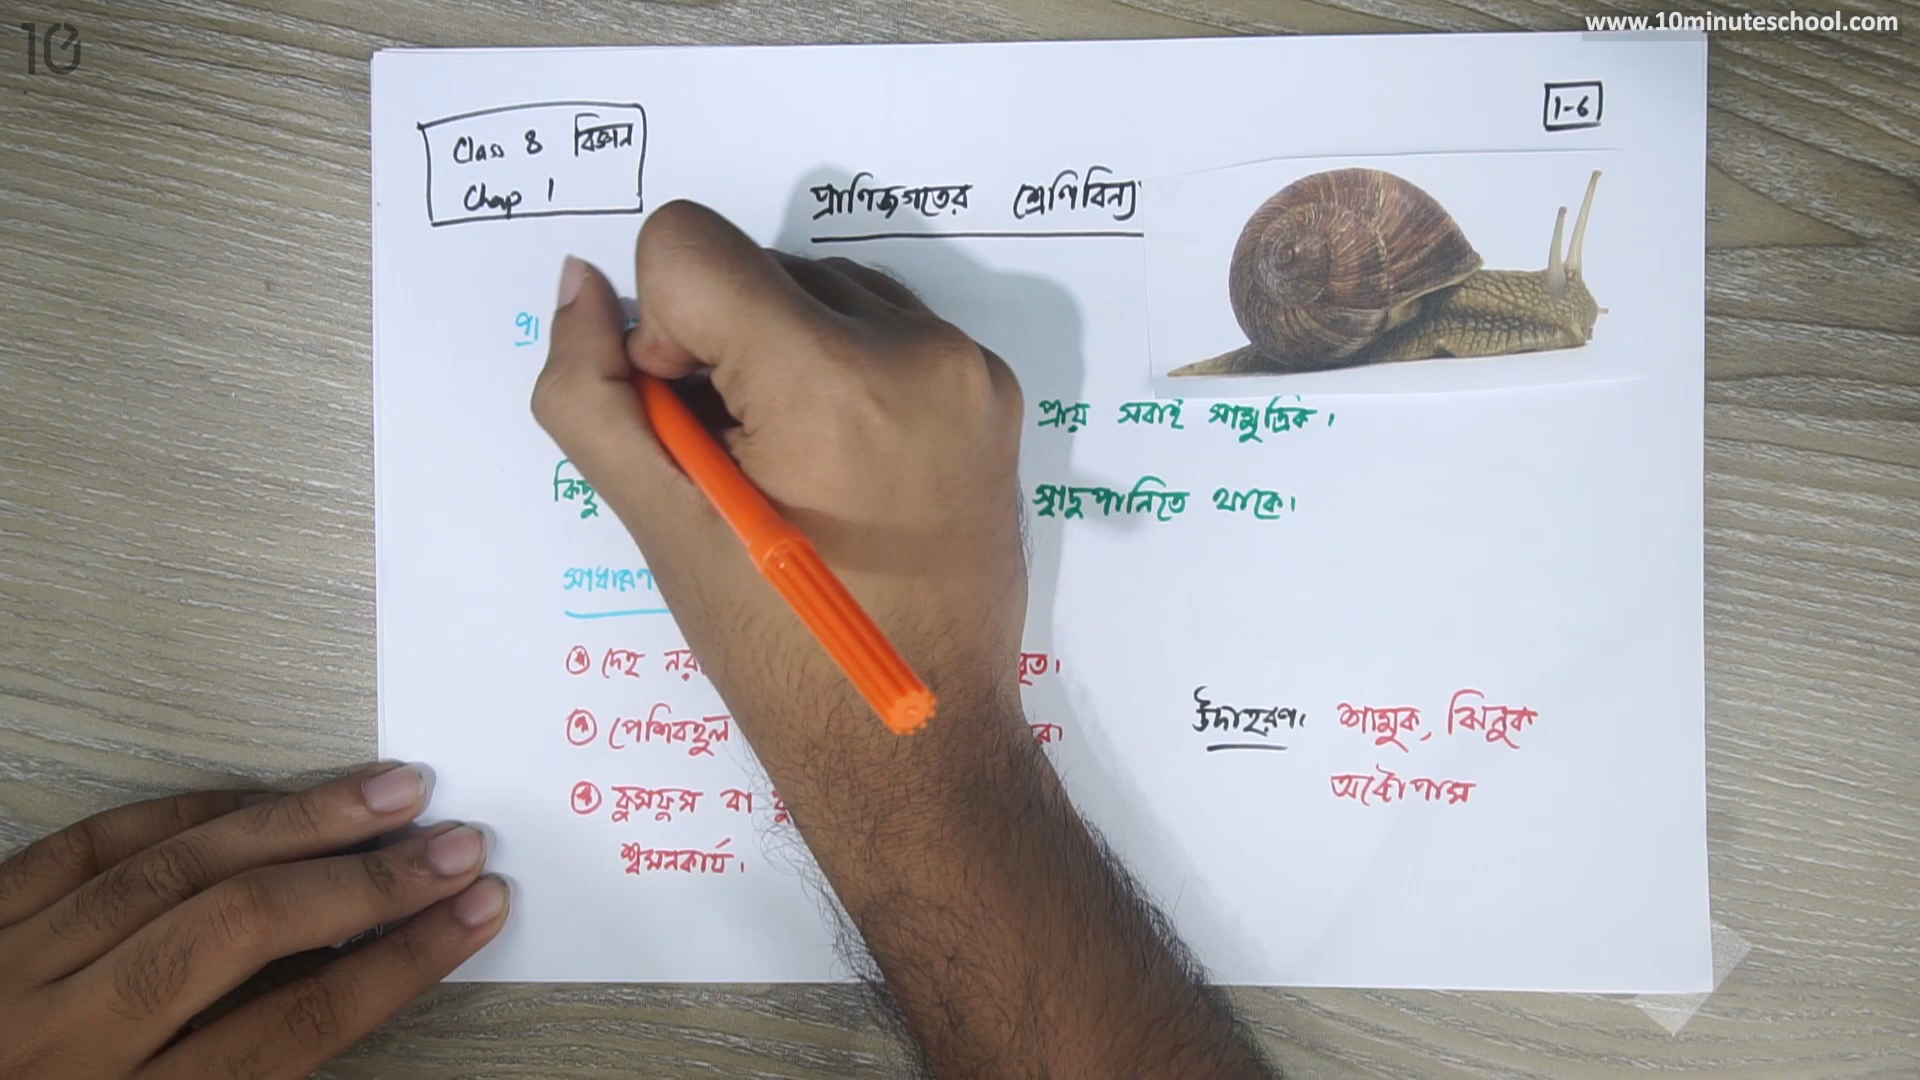 10
www.10minuteschool.com
1-6
Class 8 বিজ্ঞান
Chap 1
প্রাণিজগতের শ্রেণিবিন্যা
প্রায় সবাই সামুদ্রিক।
কিছু স্বাদুপানিতে থাকে।
সাধারণ
দেহ নর
পেশিবহুল
উদাহরণ: শামুক, ঝিনুক
অক্টোপাস
ফুসফুস বা
শ্বসনকার্য।